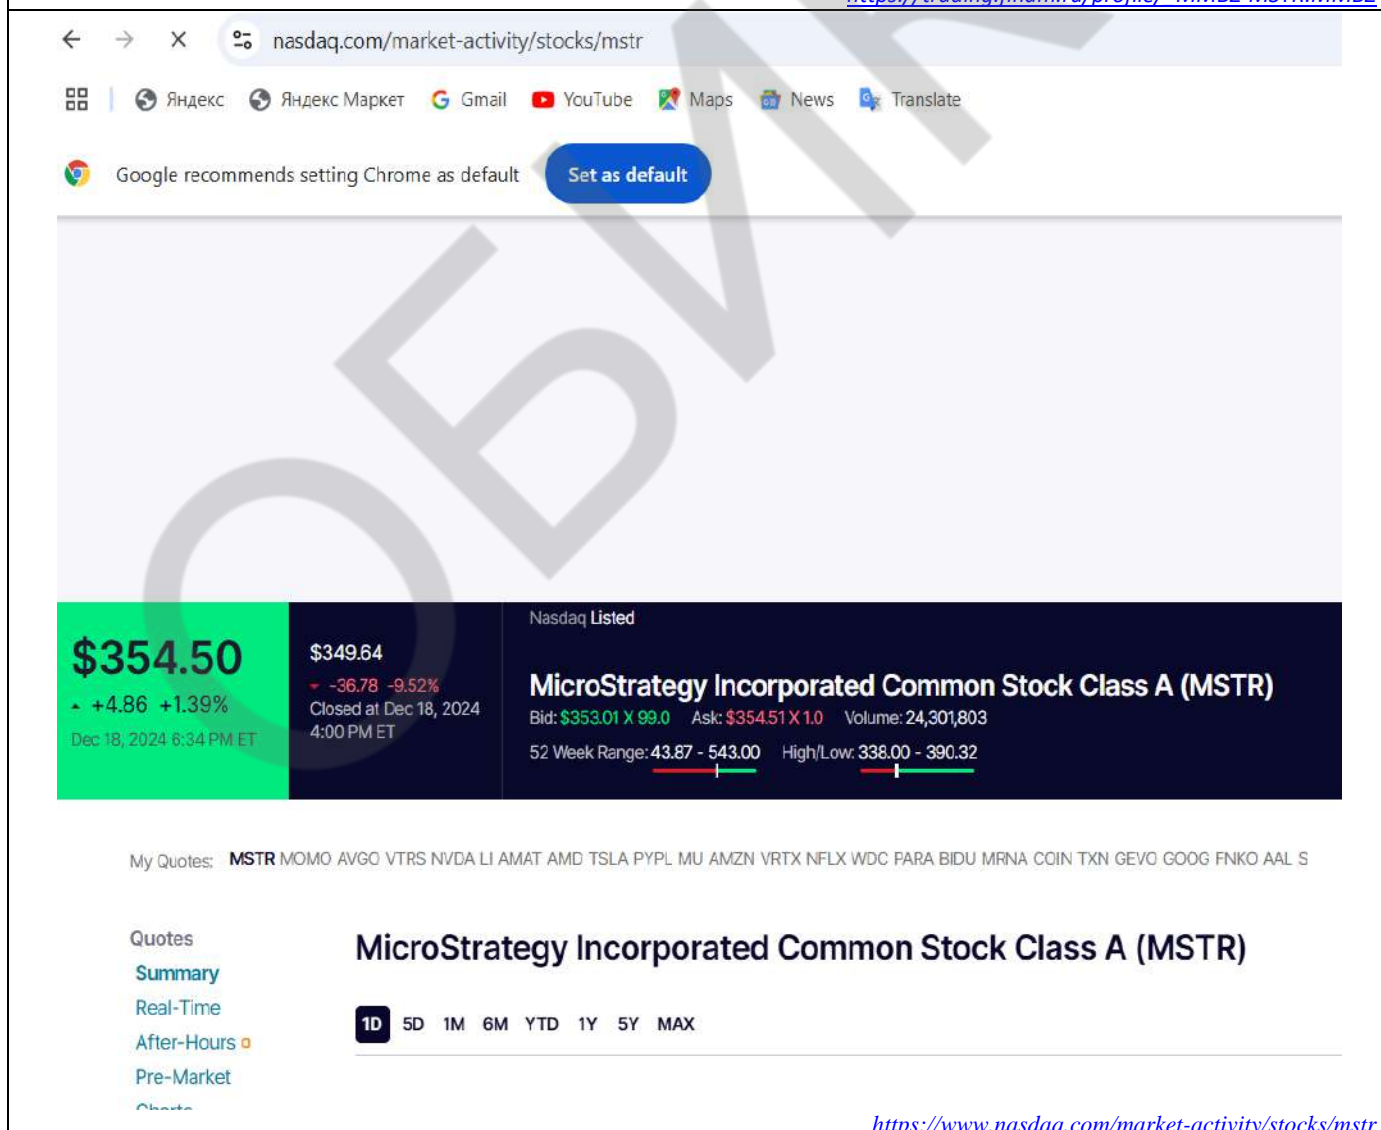 nasdaq.com/market-activity/stocks/mstr
Яндекс Яндекс Маркет Gmail YouTube Maps News Translate
Google recommends setting Chrome as default Set as default
ОБИ
Nasdaq Listed
$354.50
+4.86 +1.39%
Dec 18, 2024 6:34 PM ET
$349.64
-36.78 -9.52%
Closed at Dec 18, 2024
4:00 PM ET
MicroStrategy Incorporated Common Stock Class A (MSTR)
Bid: $353.01 X 99.0 Ask: $354.51 X 1.0 Volume: 24,301,803
52 Week Range: 43.87 - 543.00 High/Low: 338.00 - 390.32
My Quotes: MSTR MOMO AVGO VTRS NVDA LI AMAT AMD TSLA PYPL MU AMZN VRTX NFLX WDC PARA BIDU MRNA COIN TXN GEVO GOOG FNKO AAL S
Quotes
Summary
Real-Time
After-Hours
Pre-Market
MicroStrategy Incorporated Common Stock Class A (MSTR)
1D 5D 1M 6M YTD 1Y 5Y MAX
https://www.nasdaq.com/market-activity/stocks/mstr